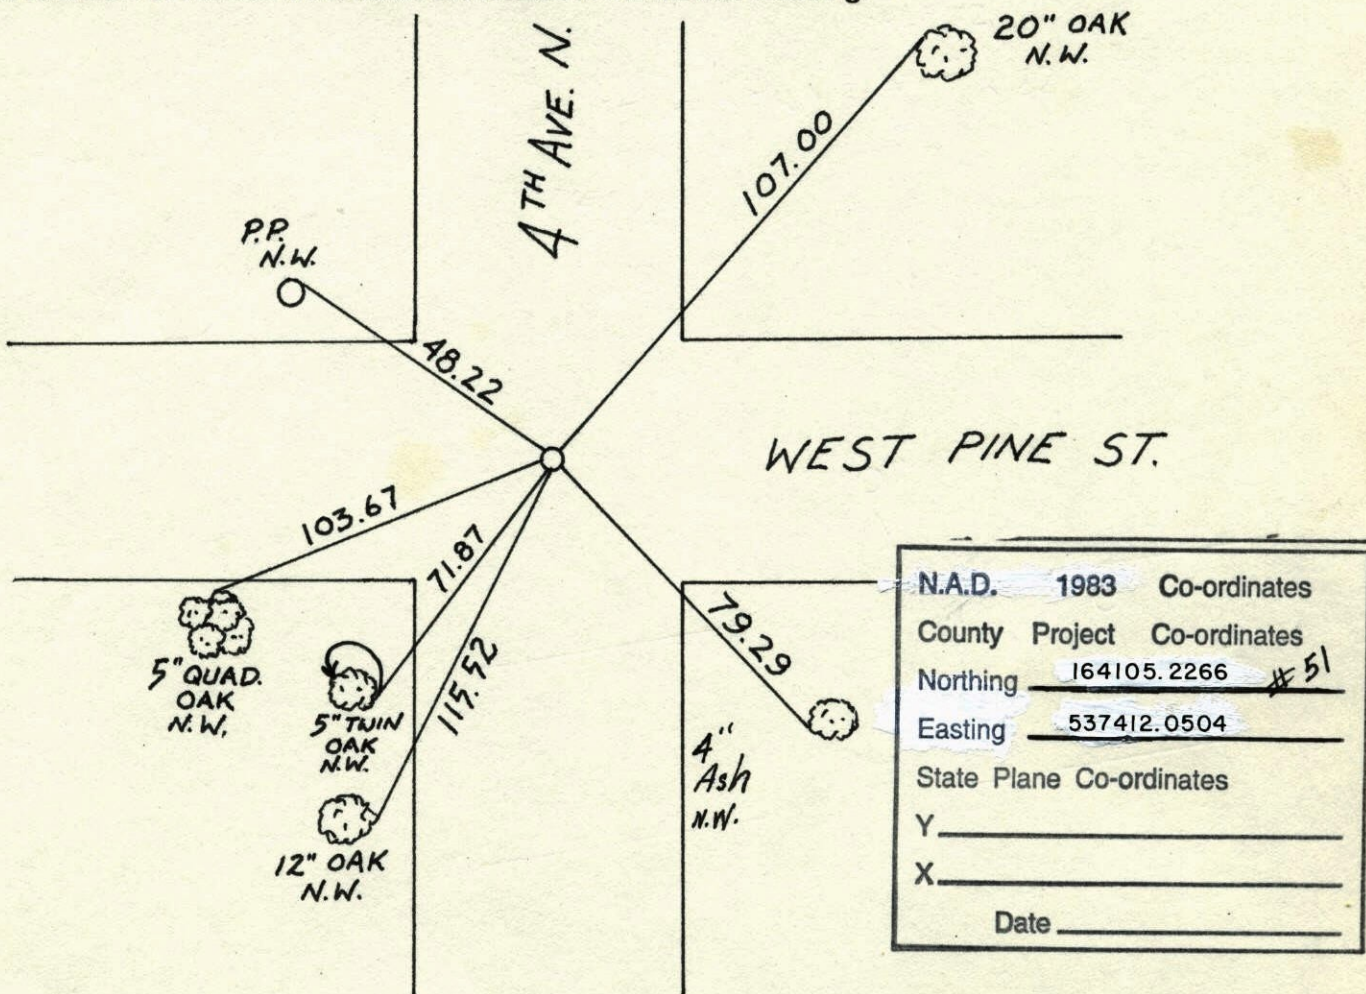 20" OAK
N.W.
4TH AVE. N.
107.00
P.P.
N.W.
48.22
WEST PINE ST.
103.67
71.87
115.52
79.29
5" QUAD.
OAK
N.W.
5" TWIN
OAK
N.W.
12" OAK
N.W.
4"
Ash
N.W.
N.A.D. 1983 Co-ordinates
County Project Co-ordinates
Northing 164105.2266 #51
Easting 537412.0504
State Plane Co-ordinates
Y
X
Date